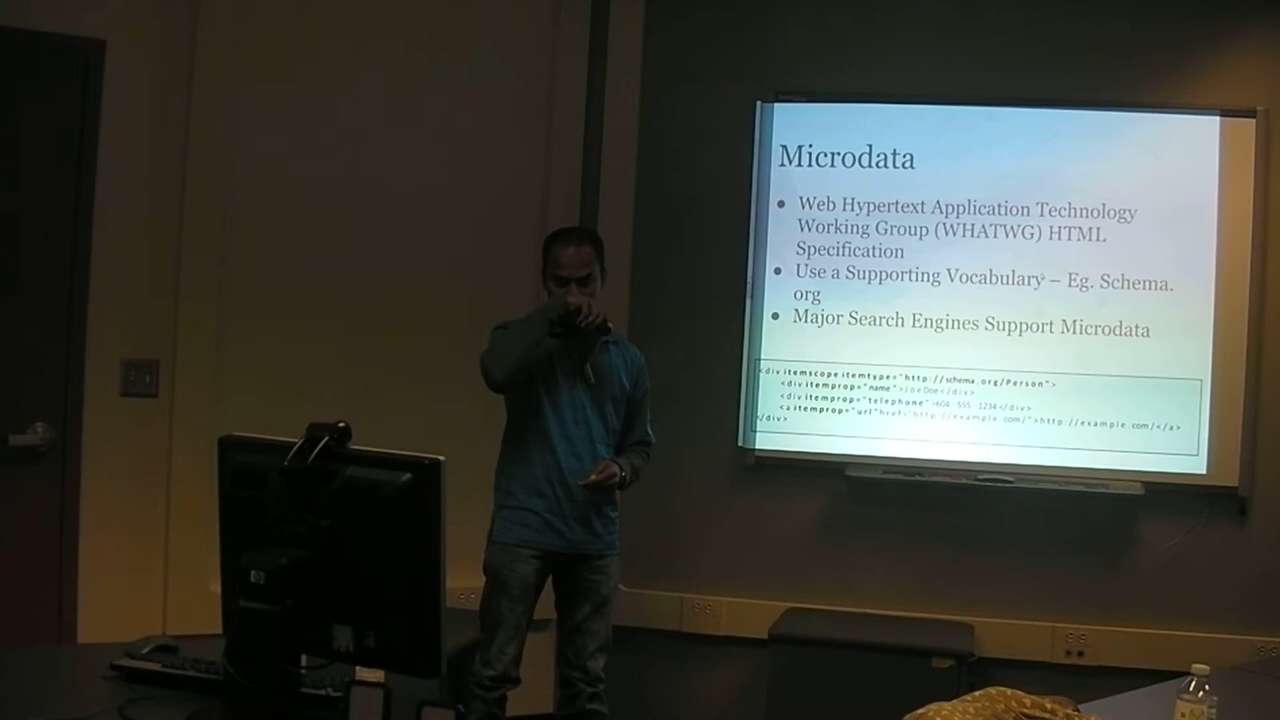 Microdata
• Web Hypertext Application Technology
Working Group (WHATWG) HTML
Specification
• Use a Supporting Vocabulary – Eg. Schema.
org
• Major Search Engines Support Microdata
<div itemscope itemtype="http://schema.org/Person">
<div itemprop="name">Joe Doe</div>
<div itemprop="telephone">604-555-1234</div>
<a itemprop="url" href="http://example.com/">http://example.com/</a>
</div>
hp